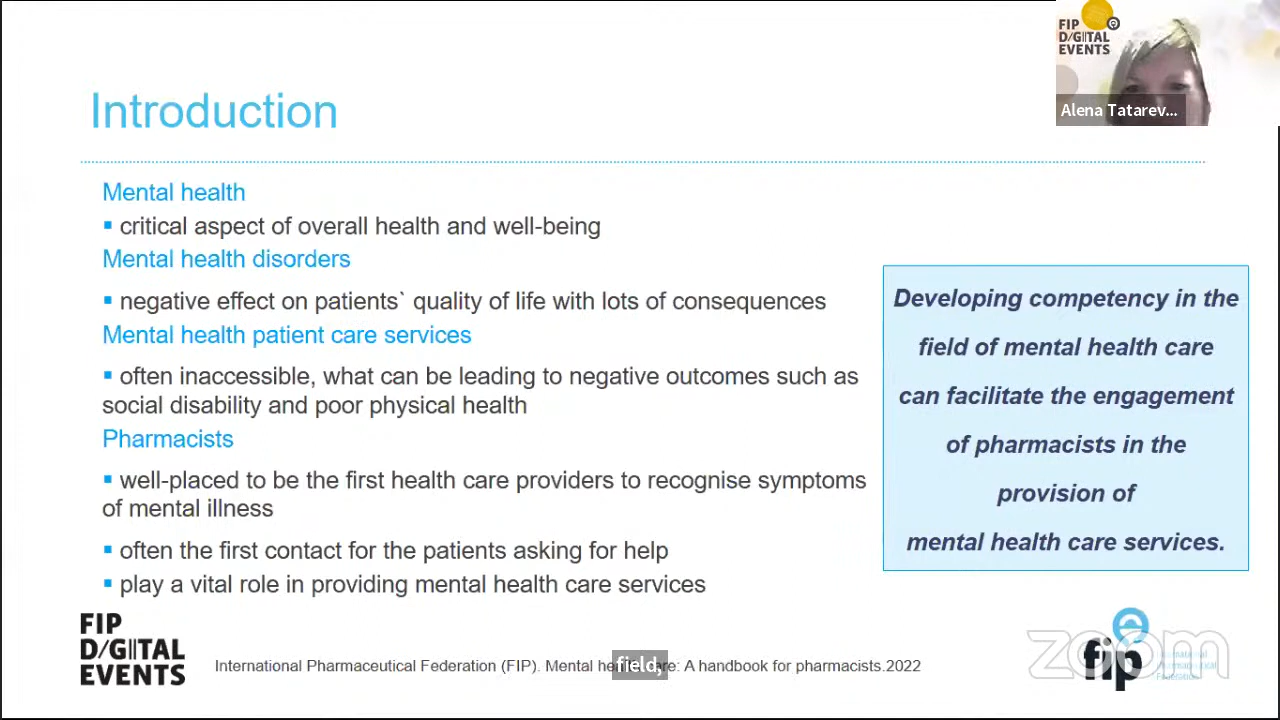 FIP
D/G|TAL
EVENTS
Alena Tatarev...
Introduction
Mental health
▪ critical aspect of overall health and well-being
Mental health disorders
▪ negative effect on patients` quality of life with lots of consequences
Mental health patient care services
▪ often inaccessible, what can be leading to negative outcomes such as
social disability and poor physical health
Pharmacists
▪ well-placed to be the first health care providers to recognise symptoms
of mental illness
▪ often the first contact for the patients asking for help
▪ play a vital role in providing mental health care services
Developing competency in the
field of mental health care
can facilitate the engagement
of pharmacists in the
provision of
mental health care services.
FIP
D/G|TAL
EVENTS
International Pharmaceutical Federation (FIP). Mental he are: A handbook for pharmacists.2022
field,
zoom
fip
International
Pharmaceutical
Federation